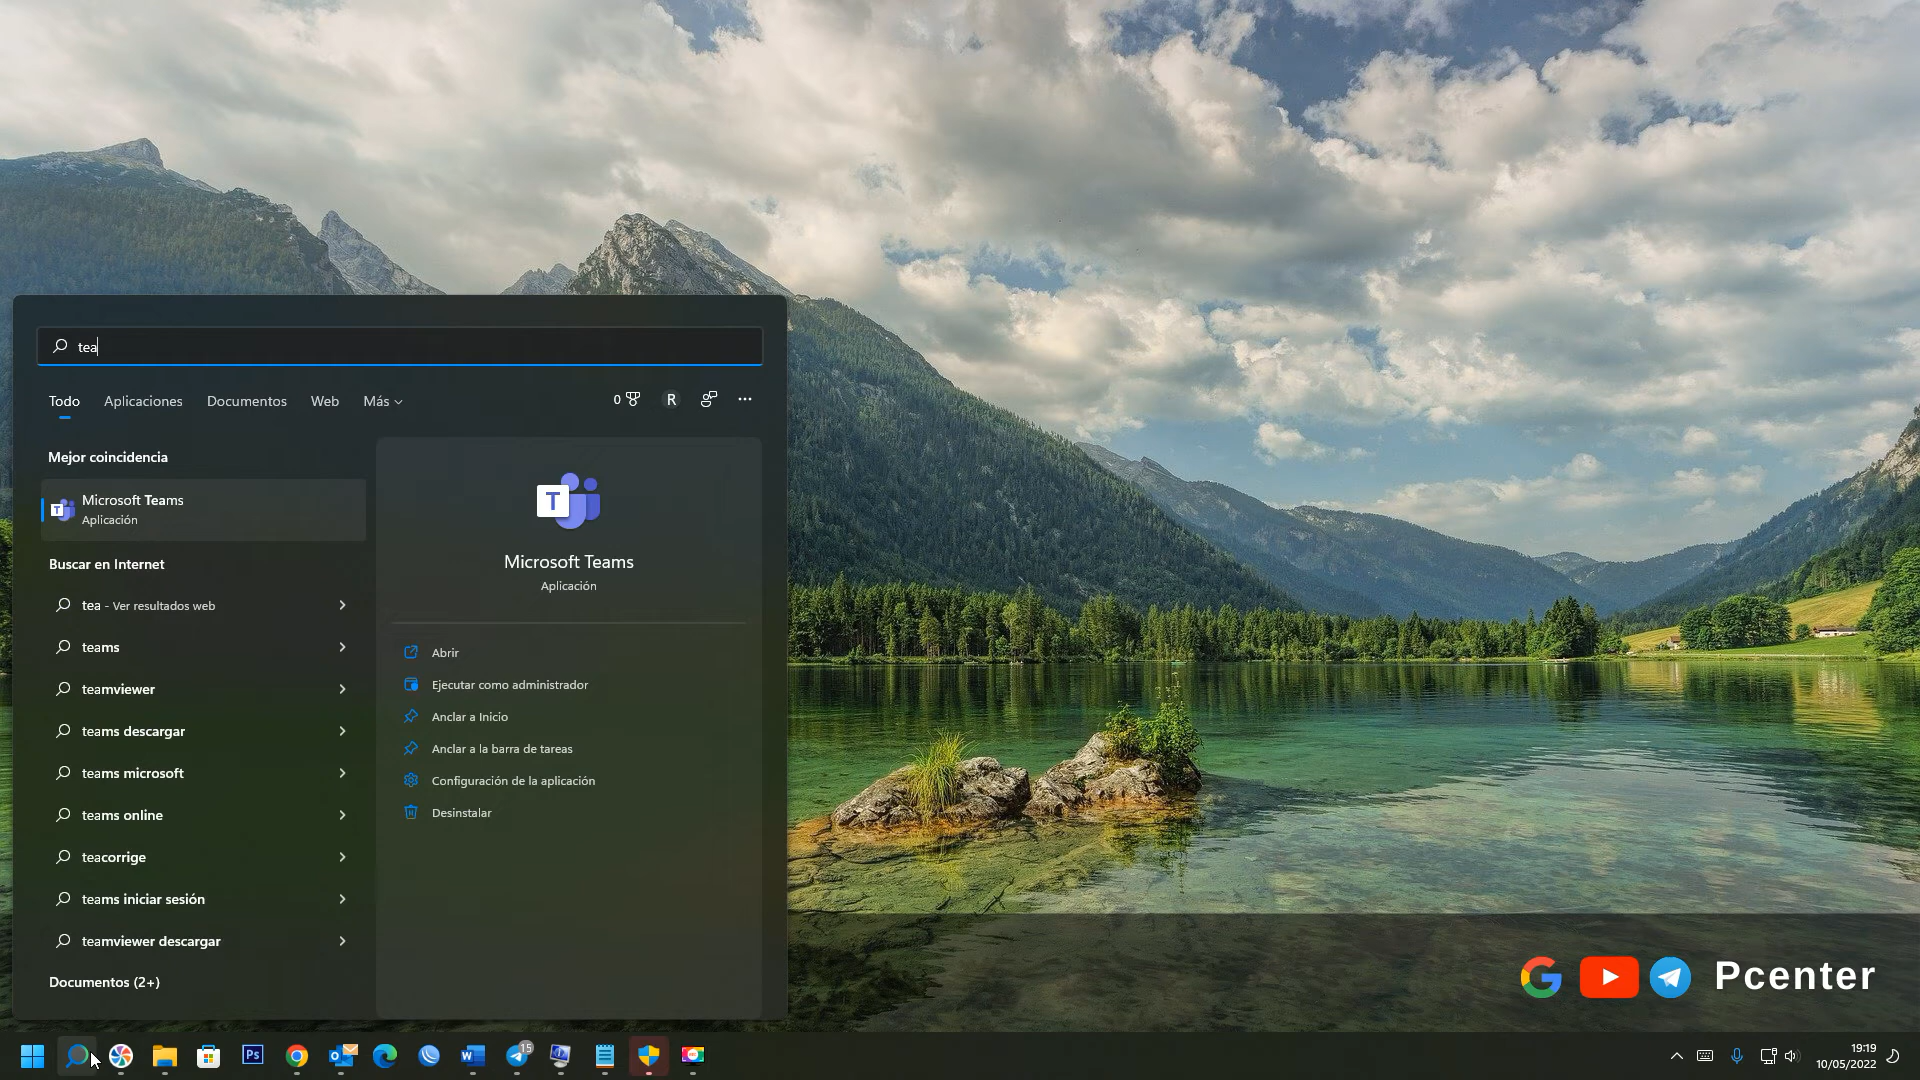 tea
Todo
Aplicaciones
Documentos
Web
Más
0
R
Mejor coincidencia
Microsoft Teams
Aplicación
Buscar en Internet
tea - Ver resultados web
teams
teamviewer
teams descargar
teams microsoft
teams online
teacorrige
teams iniciar sesión
teamviewer descargar
Documentos (2+)
T
Microsoft Teams
Aplicación
Abrir
Ejecutar como administrador
Anclar a Inicio
Anclar a la barra de tareas
Configuración de la aplicación
Desinstalar
Pcenter
Ps
W
15
19:19
10/05/2022